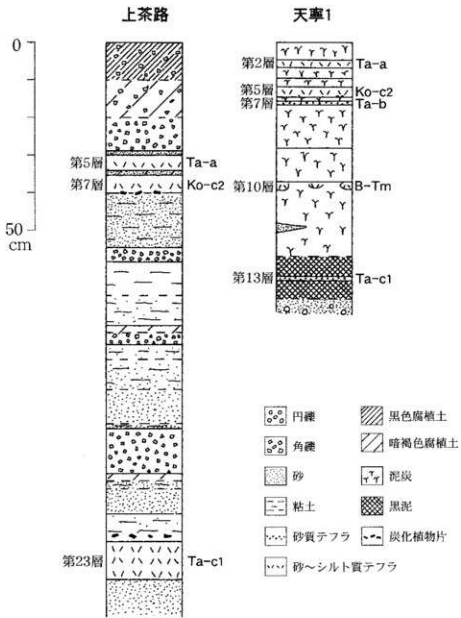 上茶路
天寧1
0
50
cm
第5層
Ta-a
第7層
Ko-c2
第23層
Ta-c1
第2層
Ta-a
第5層
Ko-c2
第7層
Ta-b
第10層
B-Tm
第13層
Ta-c1
円礫
角礫
砂
粘土
砂質テフラ
砂～シルト質テフラ
黒色腐植土
暗褐色腐植土
泥炭
黒泥
炭化植物片